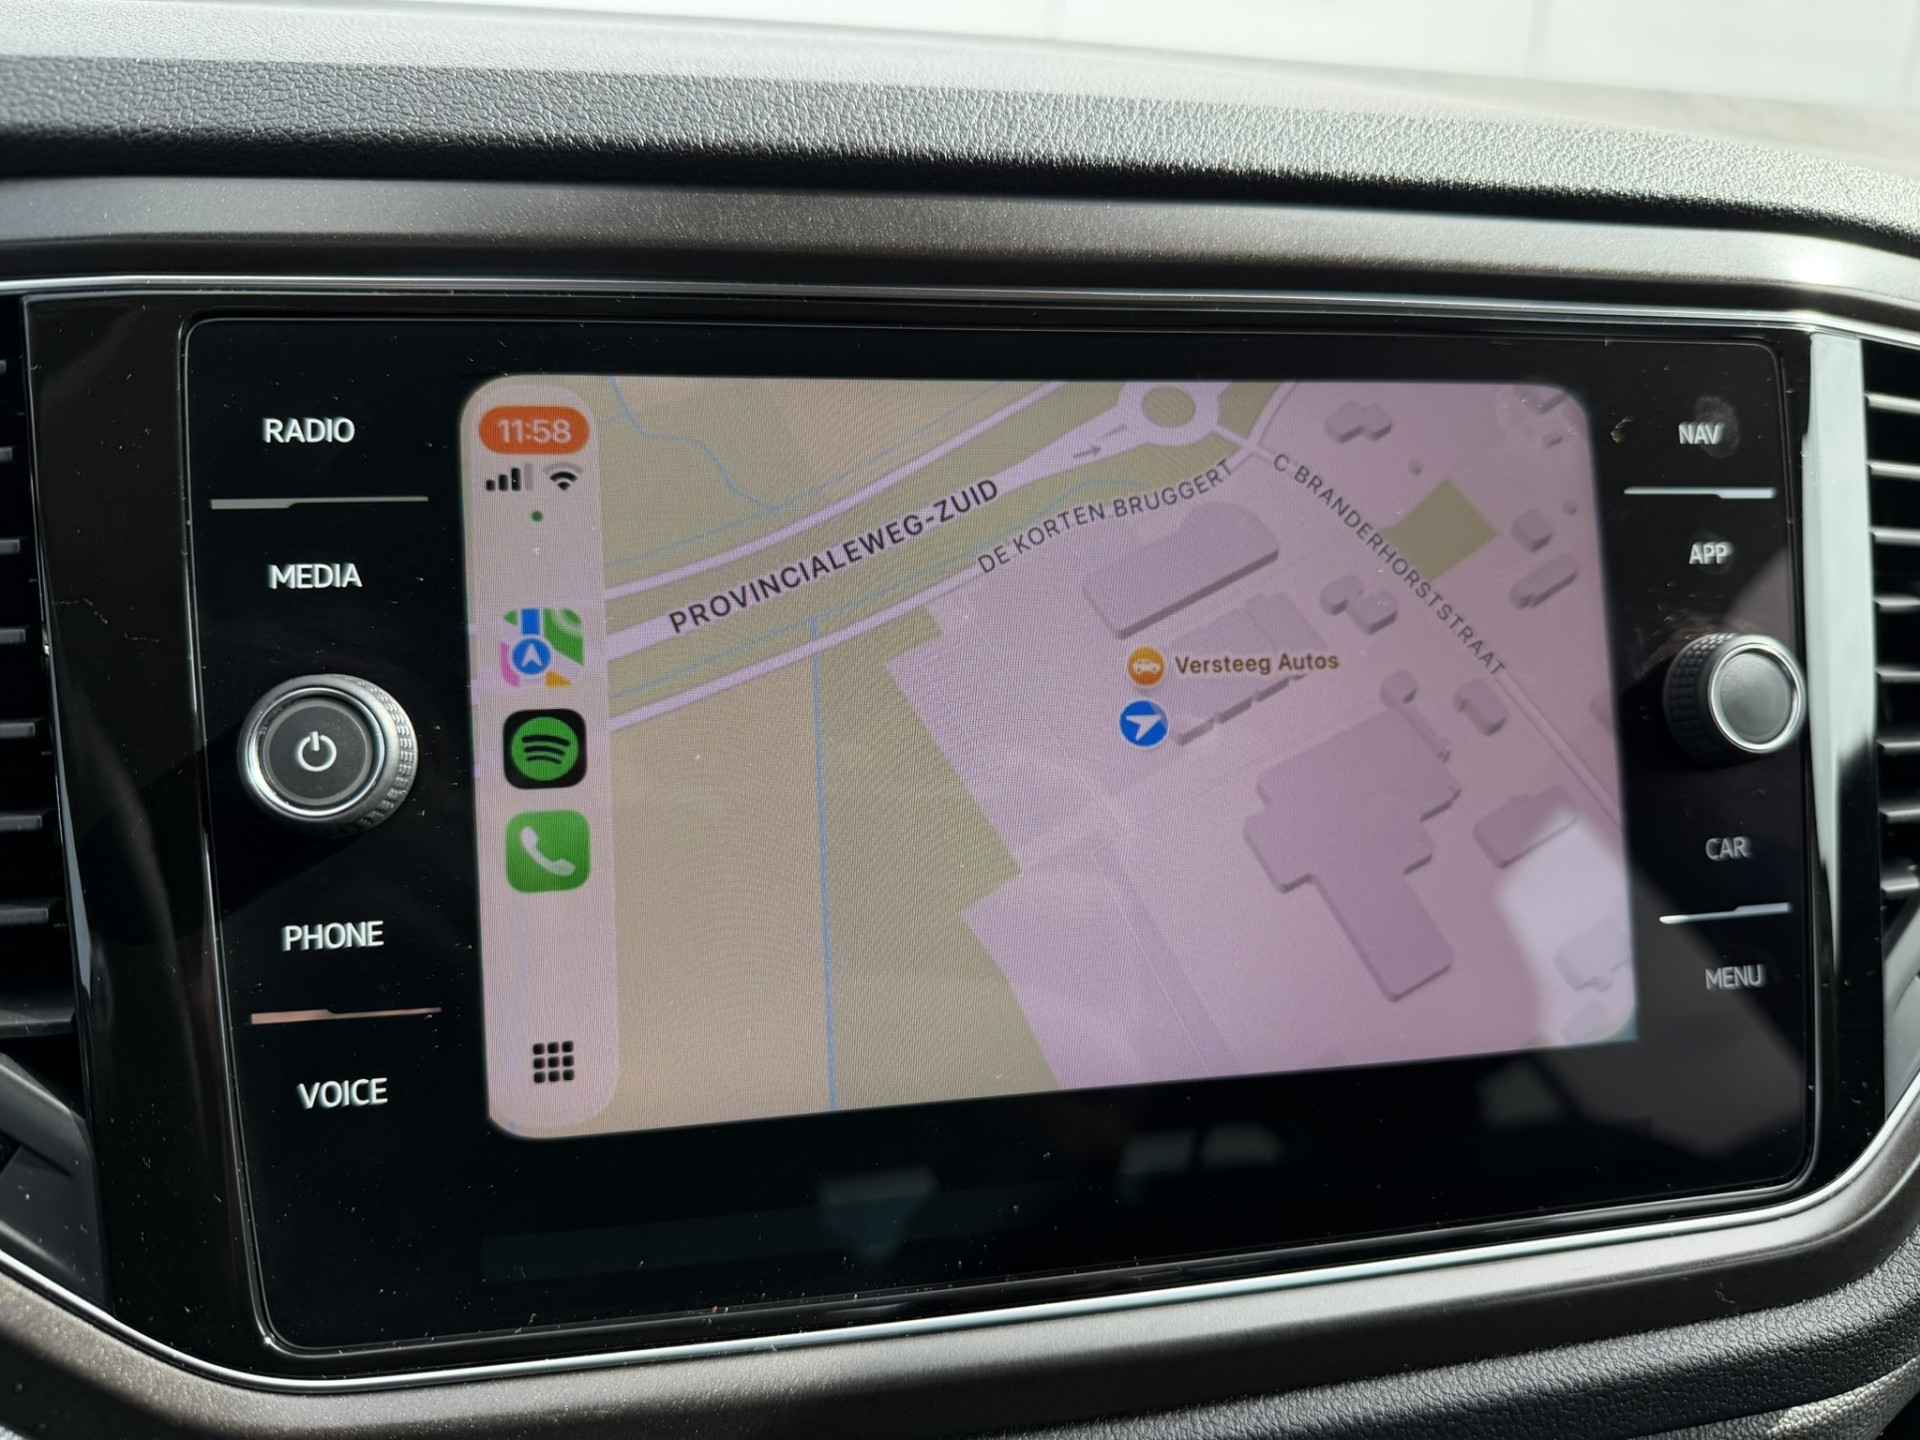 RADIO
MEDIA
PHONE
VOICE
11:58
PROVINCIALEWEG-ZUID
DE KORTEN BRUGGERT
C BRANDERHORSTSTRAAT
Versteeg Autos
NAV
APP
CAR
MENU